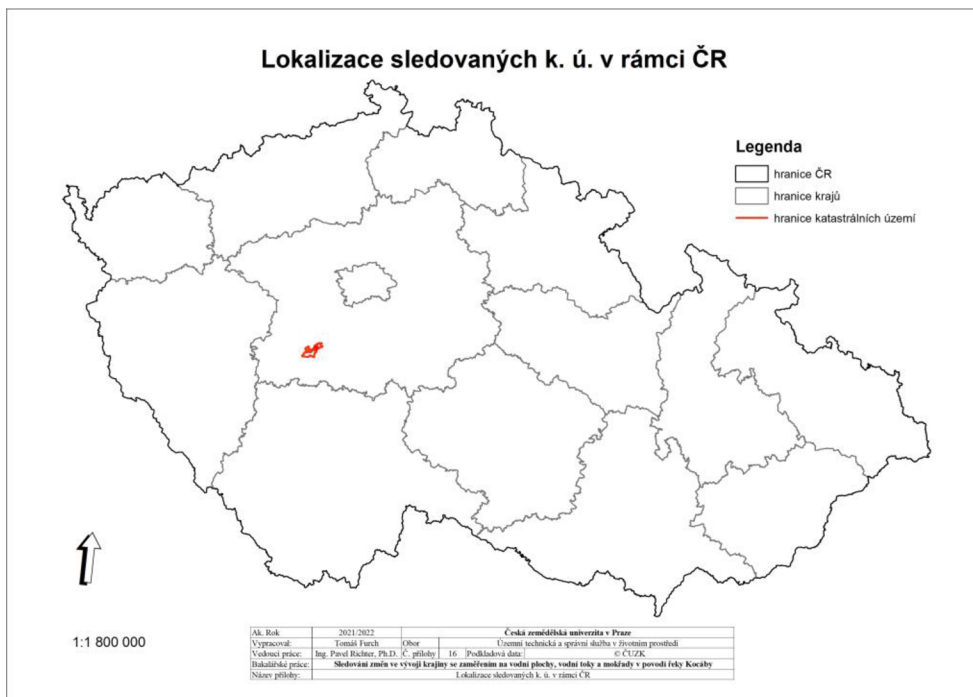 Lokalizace sledovaných k. ú. v rámci ČR
Legenda
hranice ČR
hranice krajů
hranice katastrálních území
1:1 800 000
Ak. Rok 2021/2022 Česká zemědělská univerzita v Praze
Vypracoval: Tomáš Furch Obor Územní technická a správní služba v životním prostředí
Vedoucí práce: Ing. Pavel Richter, Ph.D. Č. přílohy 16 Podkladová data: © ČUZK
Bakalářské práce: Sledování změn ve vývoji krajiny se zaměřením na vodní plochy, vodní toky a mokřady v povodí řeky Kocáby
Název přílohy: Lokalizace sledovaných k. ú. v rámci ČR